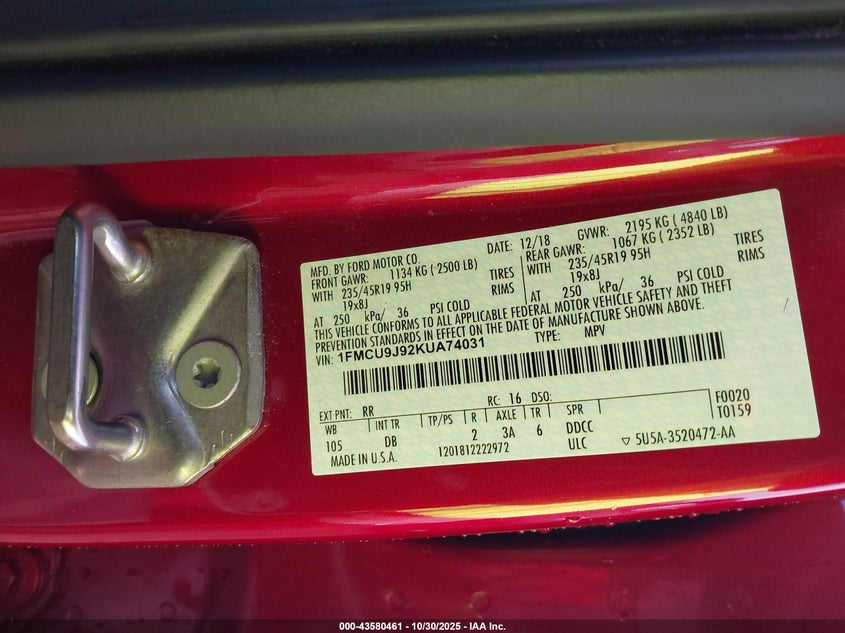 MFD. BY FORD MOTOR CO. DATE: 12/18 GVWR: 2195 KG ( 4840 LB)
FRONT GAWR: 1134 KG ( 2500 LB) REAR GAWR: 1067 KG ( 2352 LB)
WITH 235/45R19 95H TIRES WITH 235/45R19 95H TIRES
19x8J RIMS 19x8J RIMS
AT 250 kPa/ 36 PSI COLD AT 250 kPa/ 36 PSI COLD
THIS VEHICLE CONFORMS TO ALL APPLICABLE FEDERAL MOTOR VEHICLE SAFETY AND THEFT
PREVENTION STANDARDS IN EFFECT ON THE DATE OF MANUFACTURE SHOWN ABOVE.
VIN: 1FMCU9J92KUA74031 TYPE: MPV
EXT PNT: RR RC: 16 DSO: F0020
WB INT TR TP/PS R AXLE TR SPR T0159
105 DB 2 3A 6 DDCC
MADE IN U.S.A. 1201812222972 ULC ▽ 5U5A-3520472-AA
000-43580461 - 10/30/2025 - IAA Inc.